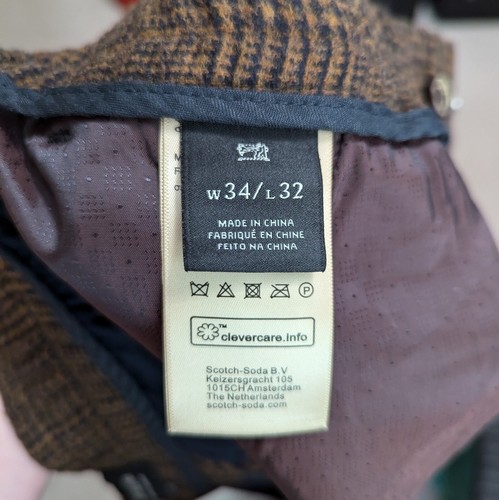 W34/L32
MADE IN CHINA
FABRIQUÉ EN CHINE
FEITO NA CHINA
P
™
clevercare.info
Scotch-Soda B.V
Keizersgracht 105
1015CH Amsterdam
The Netherlands
scotch-soda.com